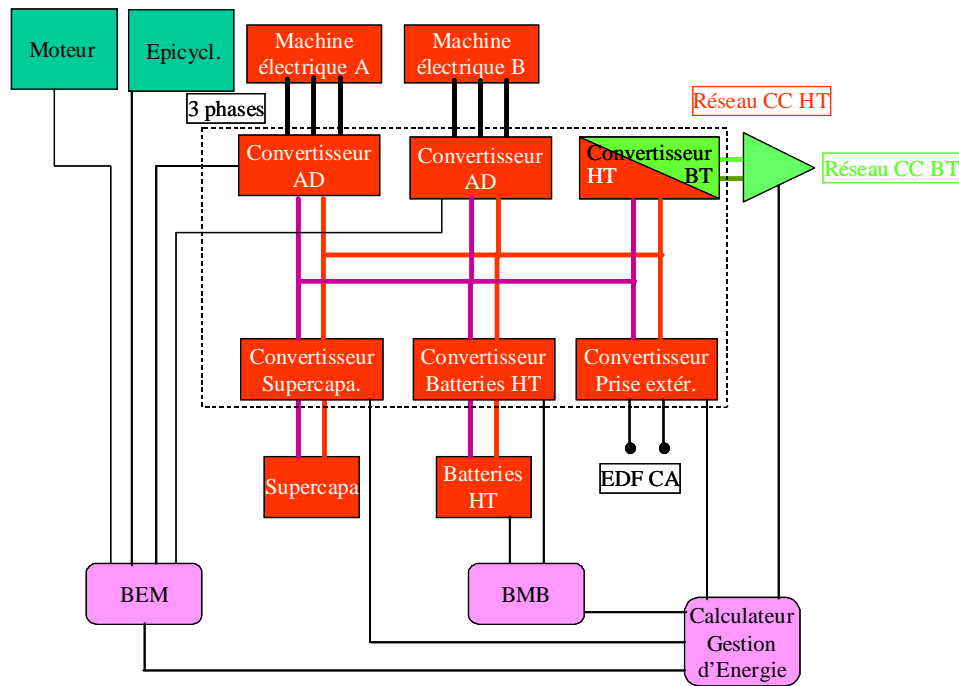 Moteur
Epicycl.
Machine
électrique A
Machine
électrique B
3 phases
Réseau CC HT
Convertisseur
AD
Convertisseur
AD
Convertisseur
HT
BT
Réseau CC BT
Convertisseur
Supercapa.
Convertisseur
Batteries HT
Convertisseur
Prise extér.
Supercapa
Batteries
HT
EDF CA
BEM
BMB
Calculateur
Gestion
d'Energie